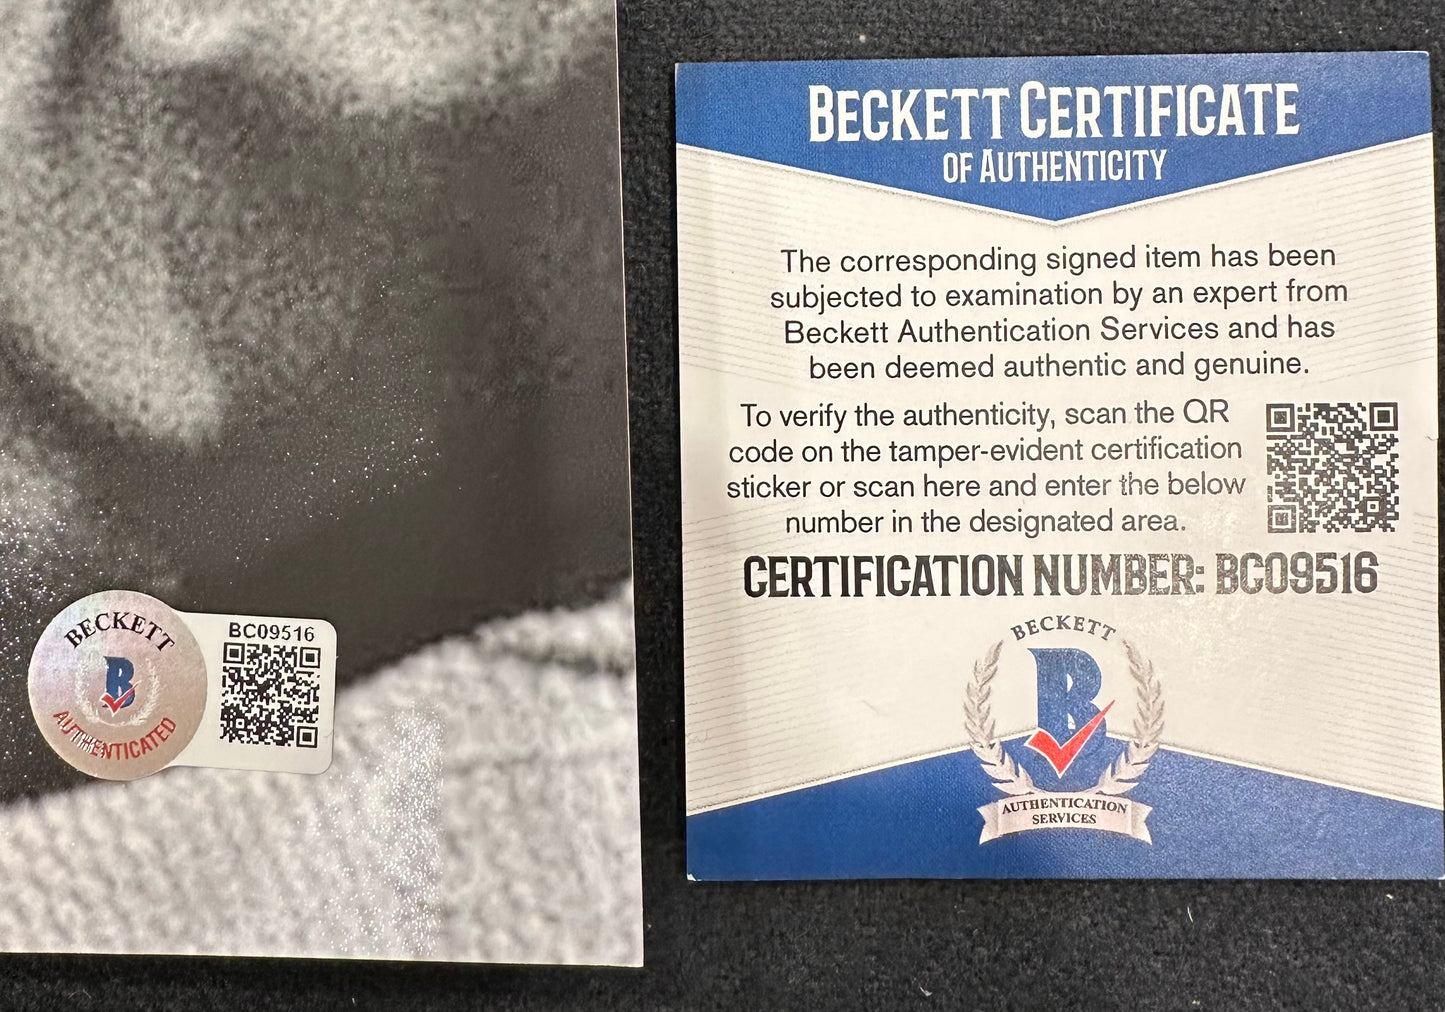 BECKETT
AUTHENTICATED
BC09516
BECKETT CERTIFICATE
OF AUTHENTICITY
The corresponding signed item has been
subjected to examination by an expert from
Beckett Authentication Services and has
been deemed authentic and genuine.
To verify the authenticity, scan the QR
code on the tamper-evident certification
sticker or scan here and enter the below
number in the designated area.
CERTIFICATION NUMBER: BC09516
BECKETT
B
AUTHENTICATION
SERVICES